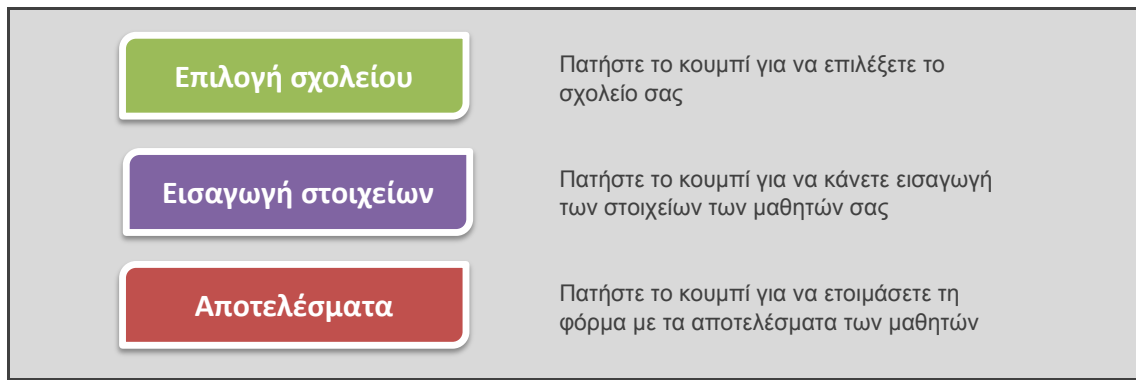 Επιλογή σχολείου
Πατήστε το κουμπί για να επιλέξετε το
σχολείο σας
Εισαγωγή στοιχείων
Πατήστε το κουμπί για να κάνετε εισαγωγή
των στοιχείων των μαθητών σας
Αποτελέσματα
Πατήστε το κουμπί για να ετοιμάσετε τη
φόρμα με τα αποτελέσματα των μαθητών